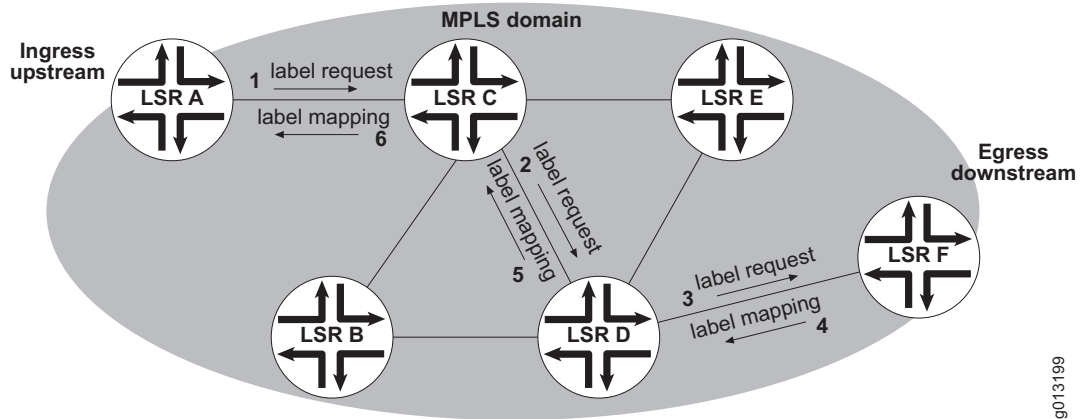 MPLS domain
Ingress
upstream
LSR A
1 label request
label mapping
6
LSR C
LSR E
2 label request
label mapping
5
Egress
downstream
LSR F
3 label request
label mapping 4
LSR B
LSR D
g013199